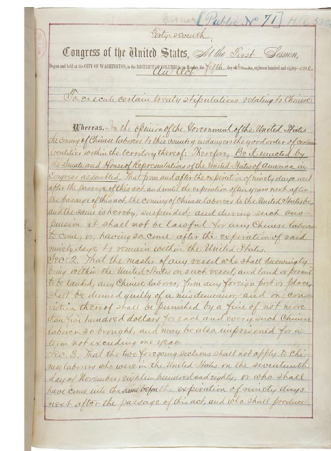 [Public No 71]
Forty-seventh
Congress of the United States, At the First Session,
Begun and held at the CITY OF WASHINGTON, in the DISTRICT OF COLUMBIA, on Monday, the fifth day of December, eighteen hundred and eighty-
An Act
To execute certain treaty stipulations relating to Chinese.
Whereas, In the opinion of the Government of the United States
the coming of Chinese laborers to this country endangers the good order of certain
localities within the territory thereof: Therefore, Be it enacted by
the Senate and House of Representatives of the United States of America in
Congress assembled, That from and after the expiration of ninety days next
after the passage of this act, and until the expiration of ten years next after
the passage of this act, the coming of Chinese laborers to the United States be,
and the same is hereby, suspended; and during such sus-
pension it shall not be lawful for any Chinese laborer
to come, or, having so come after the expiration of said
ninety days to remain within the United States.
Sec. 2. That the master of any vessel who shall knowingly
bring within the United States on such vessel, and land or permit
to be landed, any Chinese laborer, from any foreign port or place,
shall be deemed guilty of a misdemeanor, and on convic-
tion thereof shall be punished by a fine of not more
than five hundred dollars for each and every such Chinese
laborer so brought, and may be also imprisoned for a
term not exceeding one year.
Sec. 3. That the two foregoing sections shall not apply to Chi-
nese laborers who were in the United States on the seventeenth
day of November, eighteen hundred and eighty, or who shall
have come into the same before the expiration of ninety days
next after the passage of this act, and who shall produce